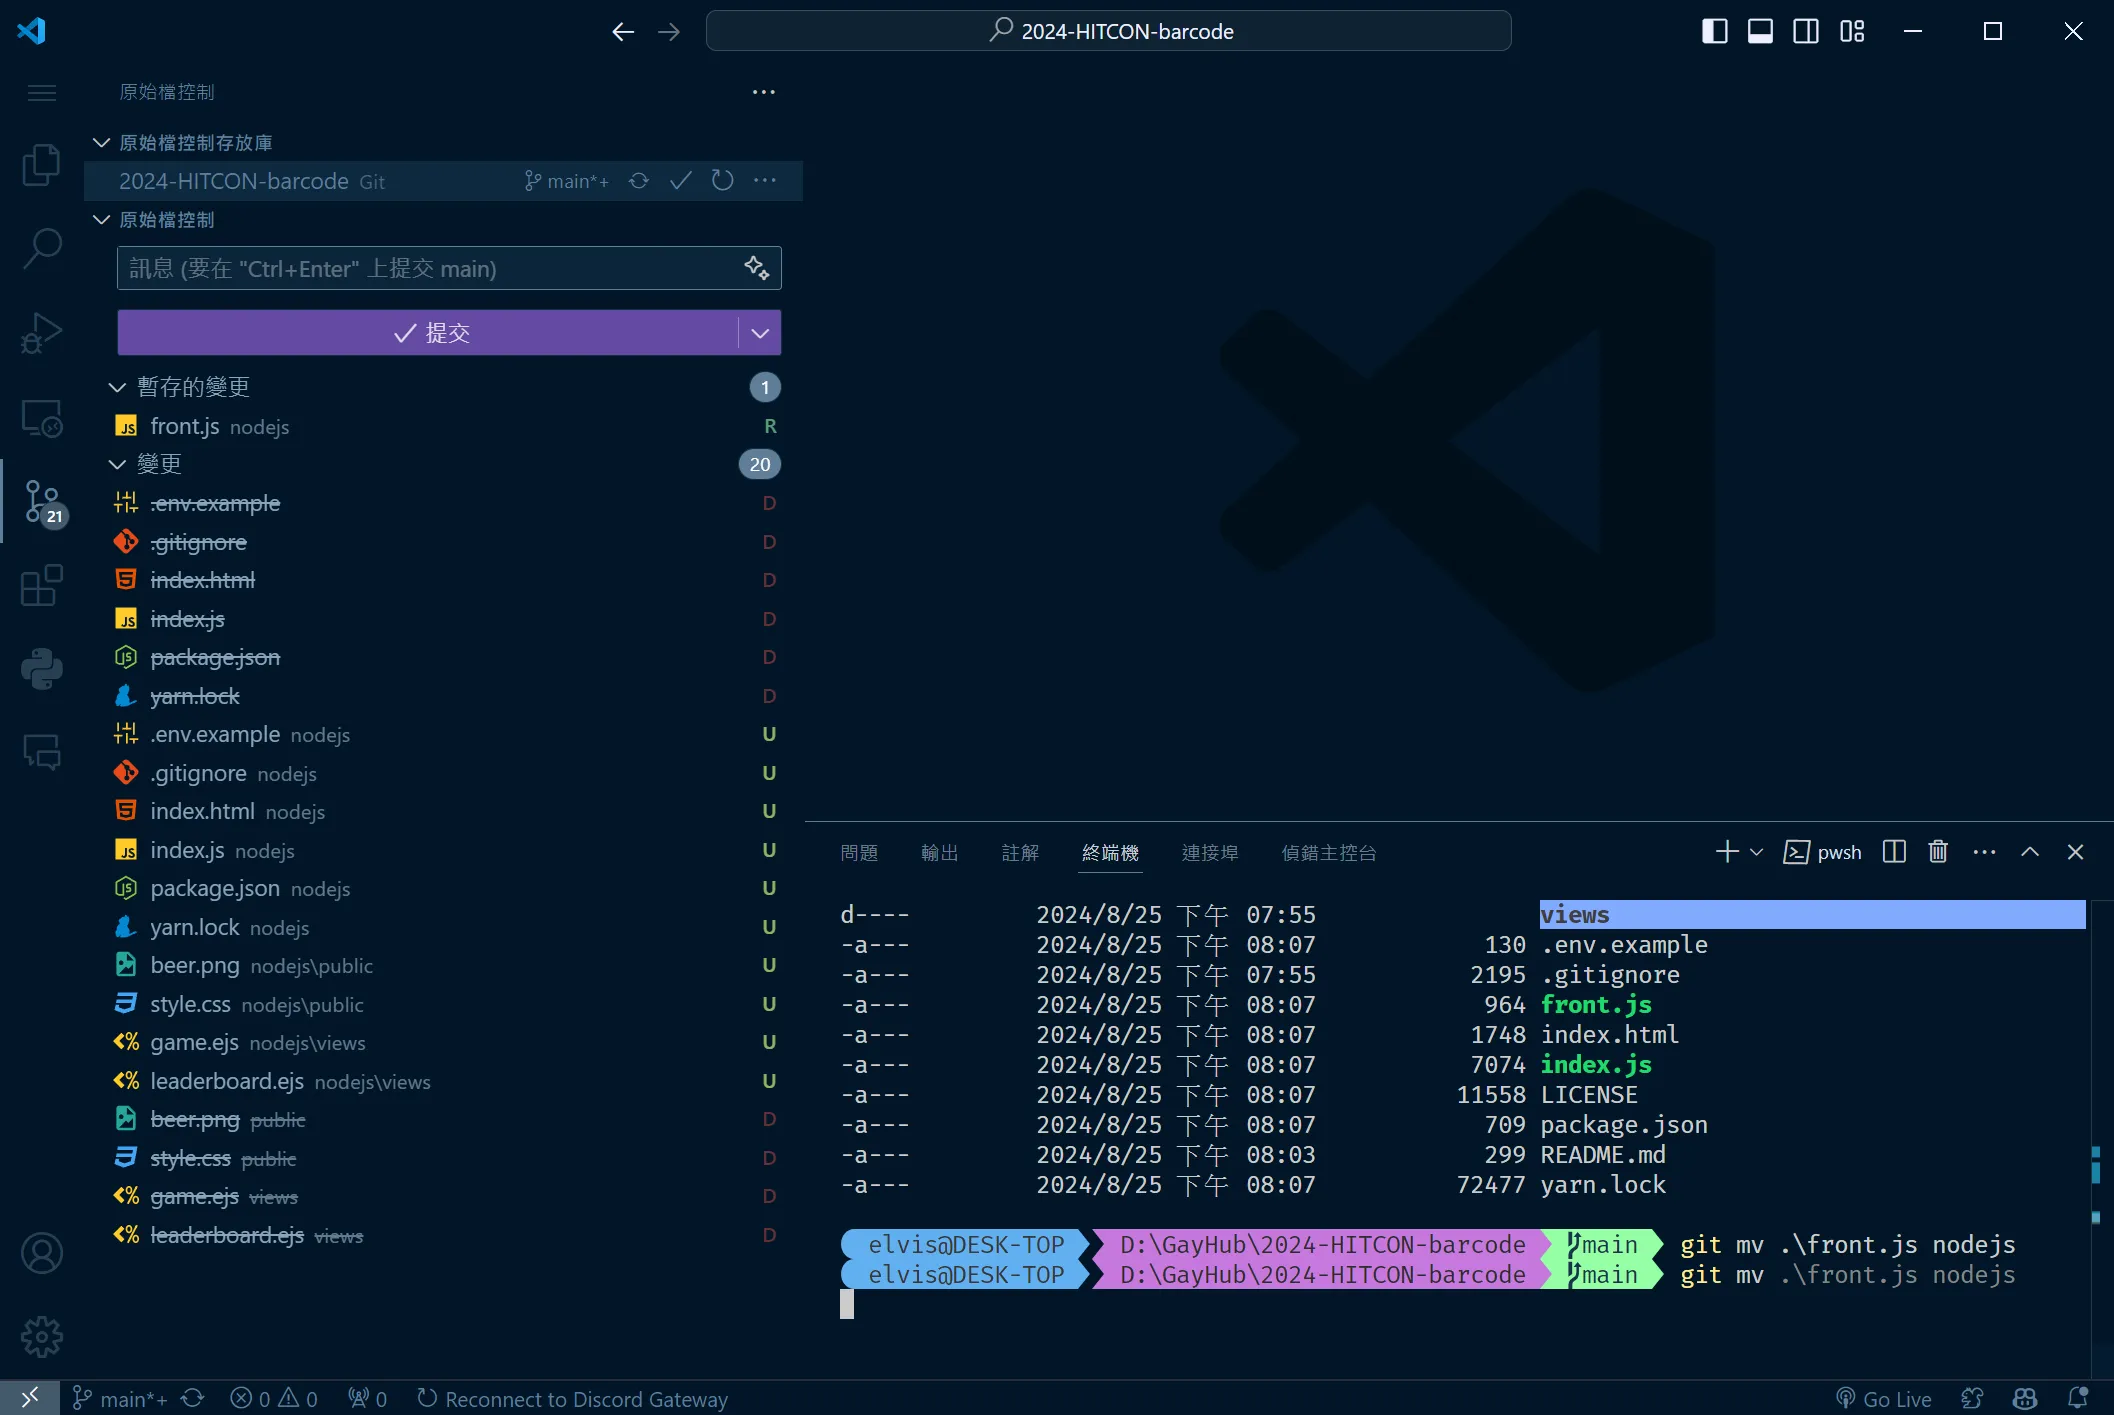 2024-HITCON-barcode
原始檔控制
原始檔控制存放庫
2024-HITCON-barcode Git main*+
原始檔控制
訊息 (要在 "Ctrl+Enter" 上提交 main)
提交
暫存的變更 1
front.js nodejs R
變更 20
.env.example D
.gitignore D
index.html D
index.js D
package.json D
yarn.lock D
.env.example nodejs U
.gitignore nodejs U
index.html nodejs U
index.js nodejs U
package.json nodejs U
yarn.lock nodejs U
beer.png nodejs\public U
style.css nodejs\public U
game.ejs nodejs\views U
leaderboard.ejs nodejs\views U
beer.png public D
style.css public D
game.ejs views D
leaderboard.ejs views D
21
問題 輸出 註解 終端機 連接埠 偵錯主控台 pwsh
d---- 2024/8/25 下午 07:55 views
-a--- 2024/8/25 下午 08:07 130 .env.example
-a--- 2024/8/25 下午 07:55 2195 .gitignore
-a--- 2024/8/25 下午 08:07 964 front.js
-a--- 2024/8/25 下午 08:07 1748 index.html
-a--- 2024/8/25 下午 08:07 7074 index.js
-a--- 2024/8/25 下午 08:07 11558 LICENSE
-a--- 2024/8/25 下午 08:07 709 package.json
-a--- 2024/8/25 下午 08:03 299 README.md
-a--- 2024/8/25 下午 08:07 72477 yarn.lock
elvis@DESK-TOP D:\GayHub\2024-HITCON-barcode main git mv .\front.js nodejs
elvis@DESK-TOP D:\GayHub\2024-HITCON-barcode main git mv .\front.js nodejs
main*+ 0 0 0 Reconnect to Discord Gateway Go Live